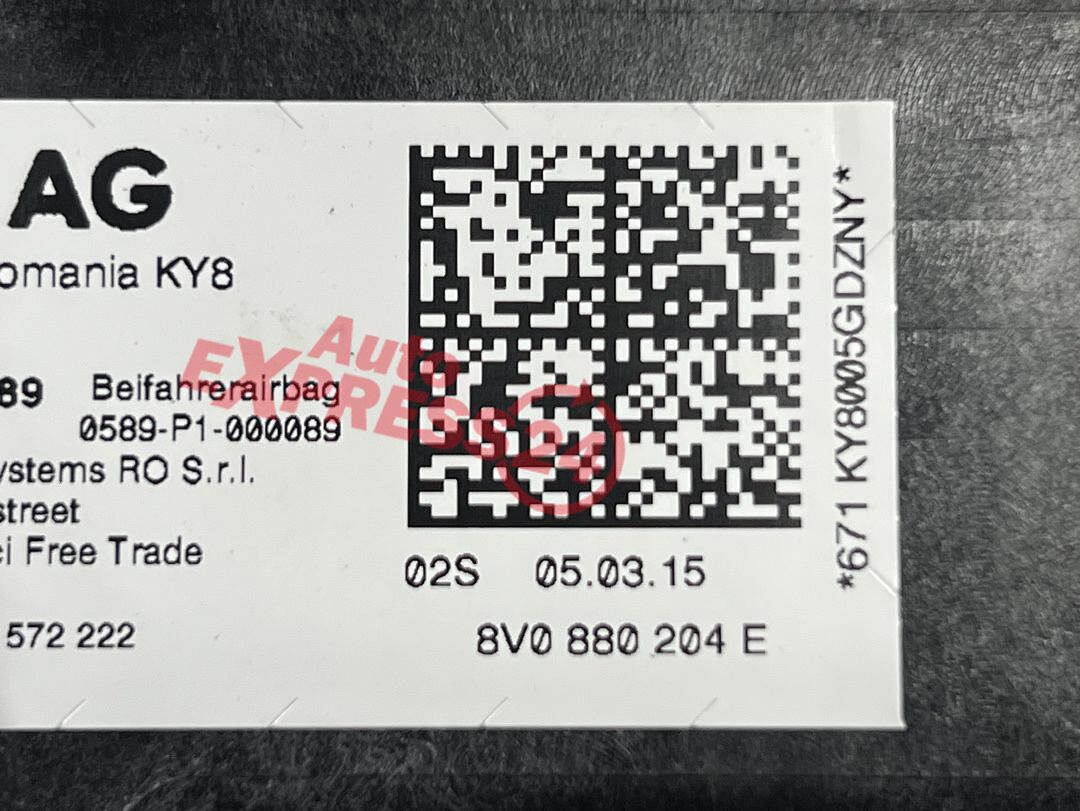 AG
omania KY8
89 Beifahrerairbag
0589-P1-000089
ystems RO S.r.l.
street
ci Free Trade
572 222
02S 05.03.15
8V0 880 204 E
*671 KY8005GDZNY*
Auto
EXPRESS24